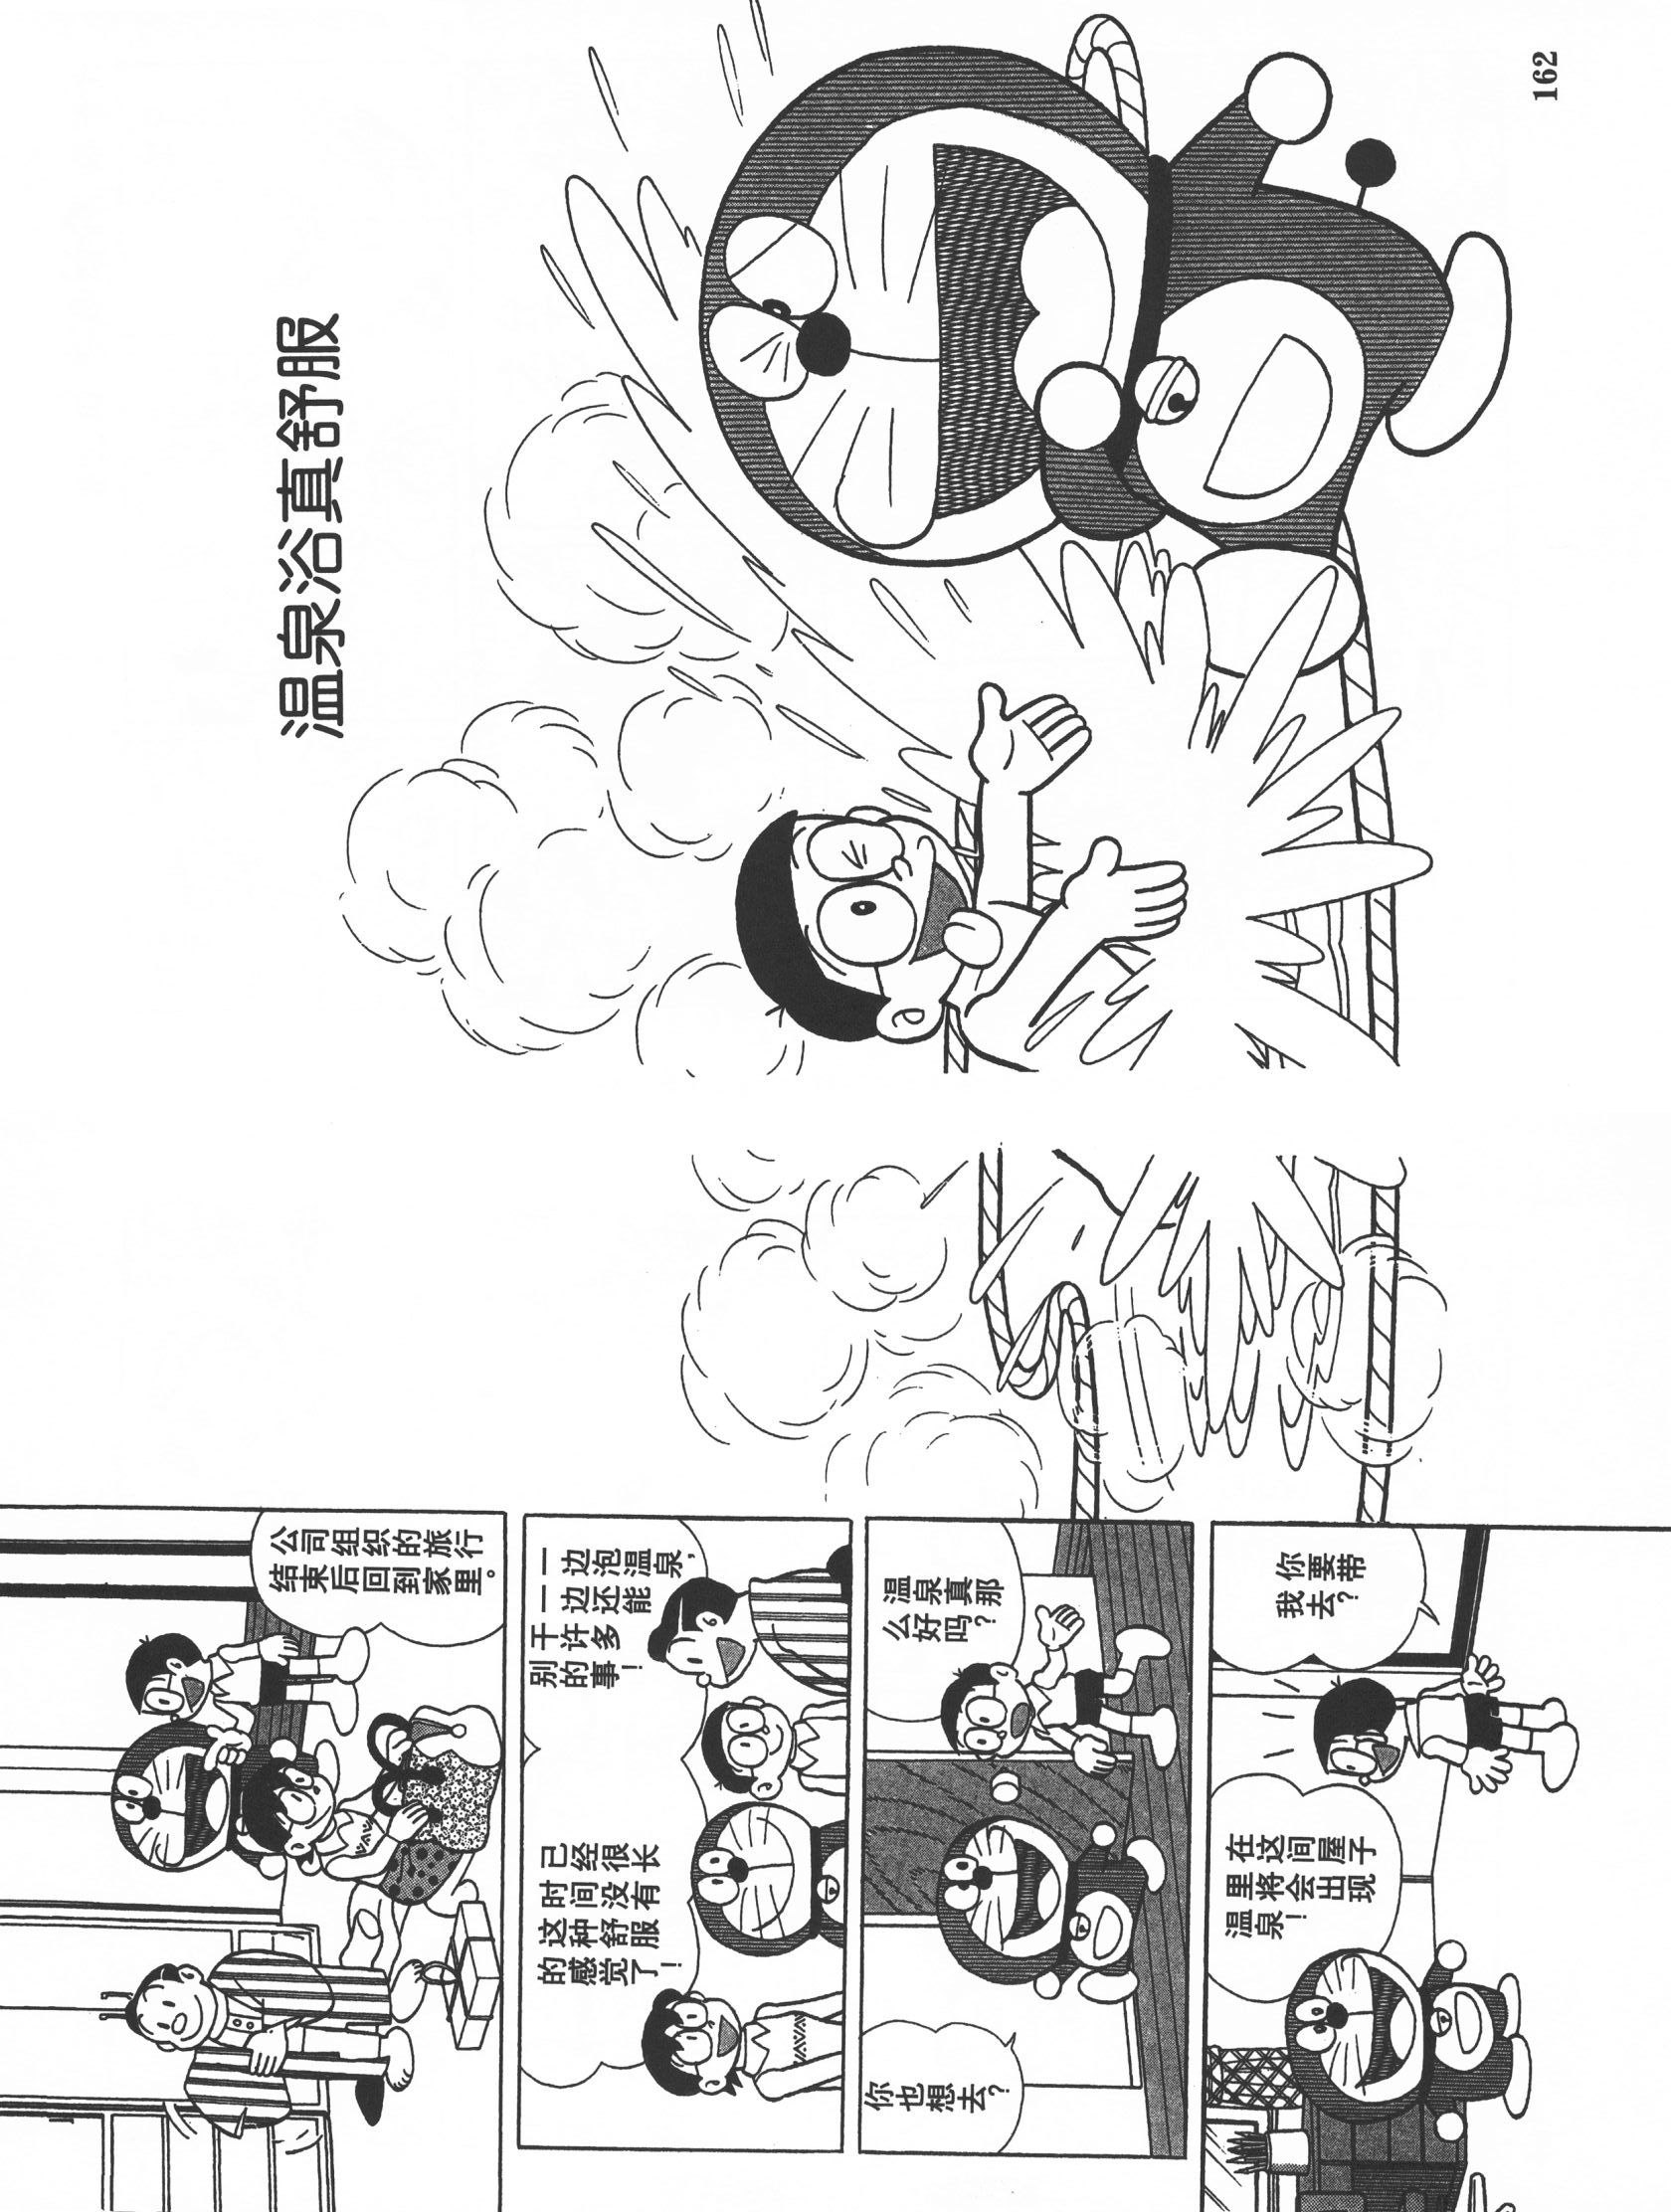 温泉浴真舒服
公司组织的旅行
结束后回到家里。
一边泡温泉，
一边还能
干许多
别的事！
已经很长
时间没有
这种舒服
的感觉了！
温泉真那
么好吗？
你也想去？
你要带
我去？
在这间屋子
里将会出现
温泉！
162